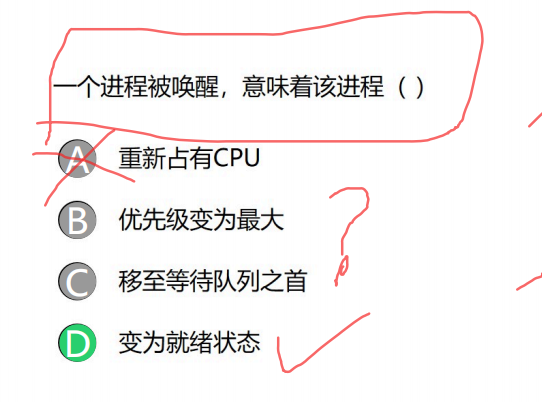 一个进程被唤醒，意味着该进程（ ）
A 重新占有CPU
B 优先级变为最大
C 移至等待队列之首
D 变为就绪状态